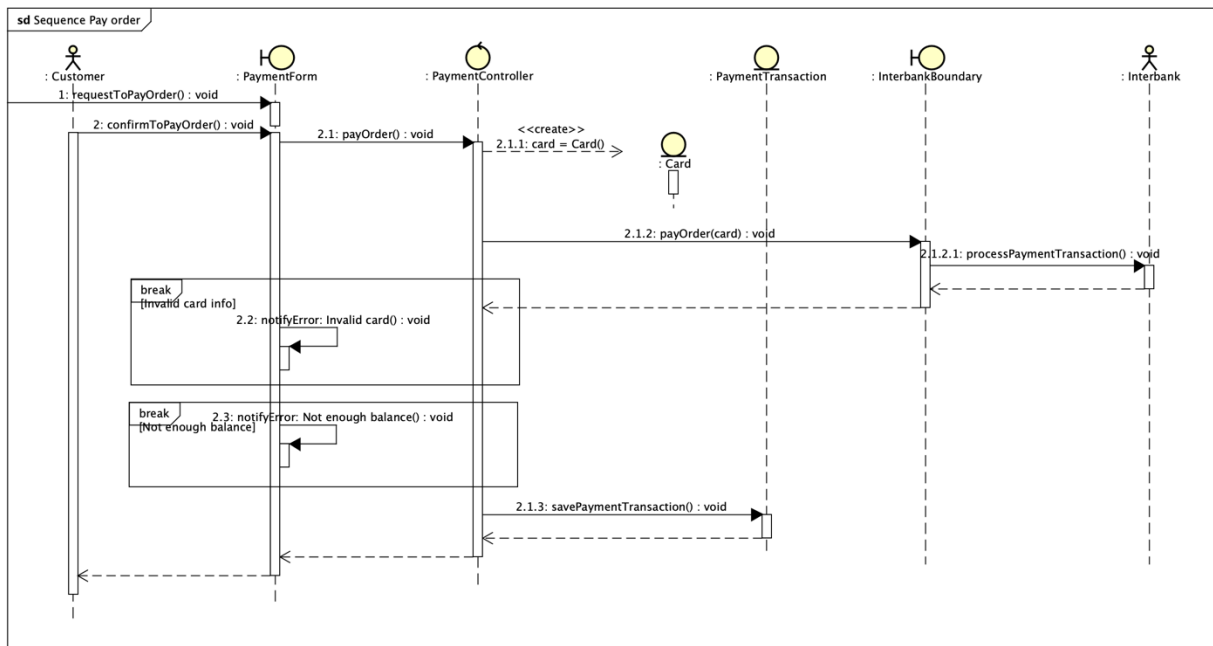 sd Sequence Pay order
: Customer
: PaymentForm
: PaymentController
: PaymentTransaction
: InterbankBoundary
: Interbank
1: requestToPayOrder() : void
2: confirmToPayOrder() : void
2.1: payOrder() : void
<<create>>
2.1.1: card = Card()
: Card
2.1.2: payOrder(card) : void
2.1.2.1: processPaymentTransaction() : void
break
[Invalid card info]
2.2: notifyError: Invalid card() : void
break
[Not enough balance]
2.3: notifyError: Not enough balance() : void
2.1.3: savePaymentTransaction() : void